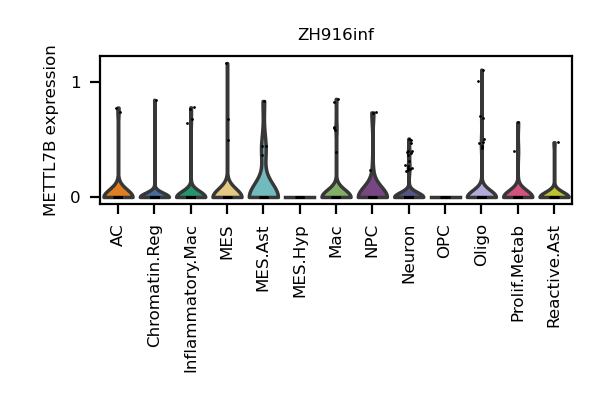 ZH916inf
METTL7B expression
1
0
AC
Chromatin.Reg
Inflammatory.Mac
MES
MES.Ast
MES.Hyp
Mac
NPC
Neuron
OPC
Oligo
Prolif.Metab
Reactive.Ast